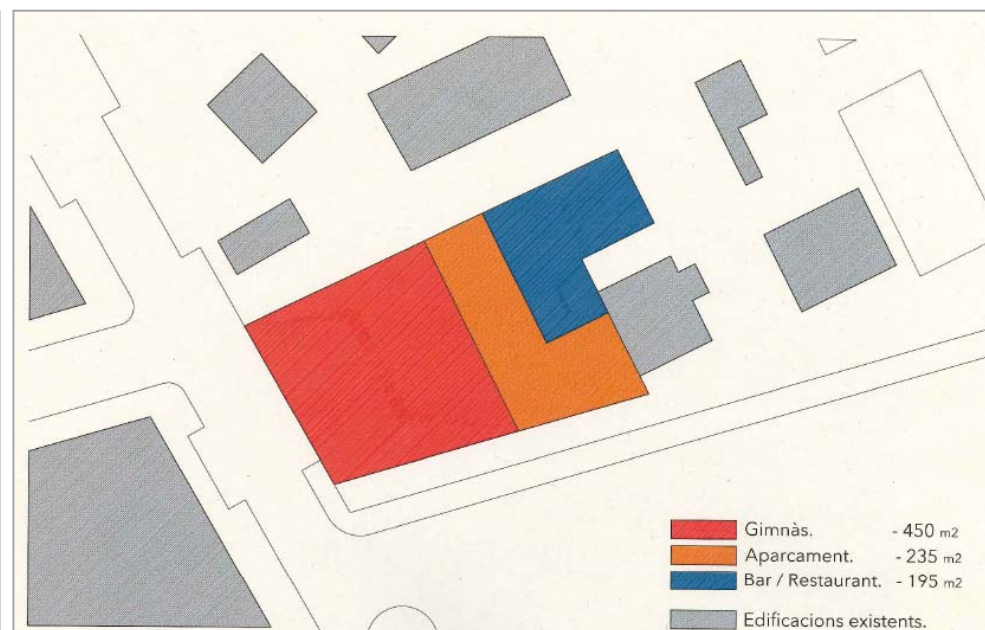 Gimnàs. - 450 m2
Aparcament. - 235 m2
Bar / Restaurant. - 195 m2
Edificacions existents.